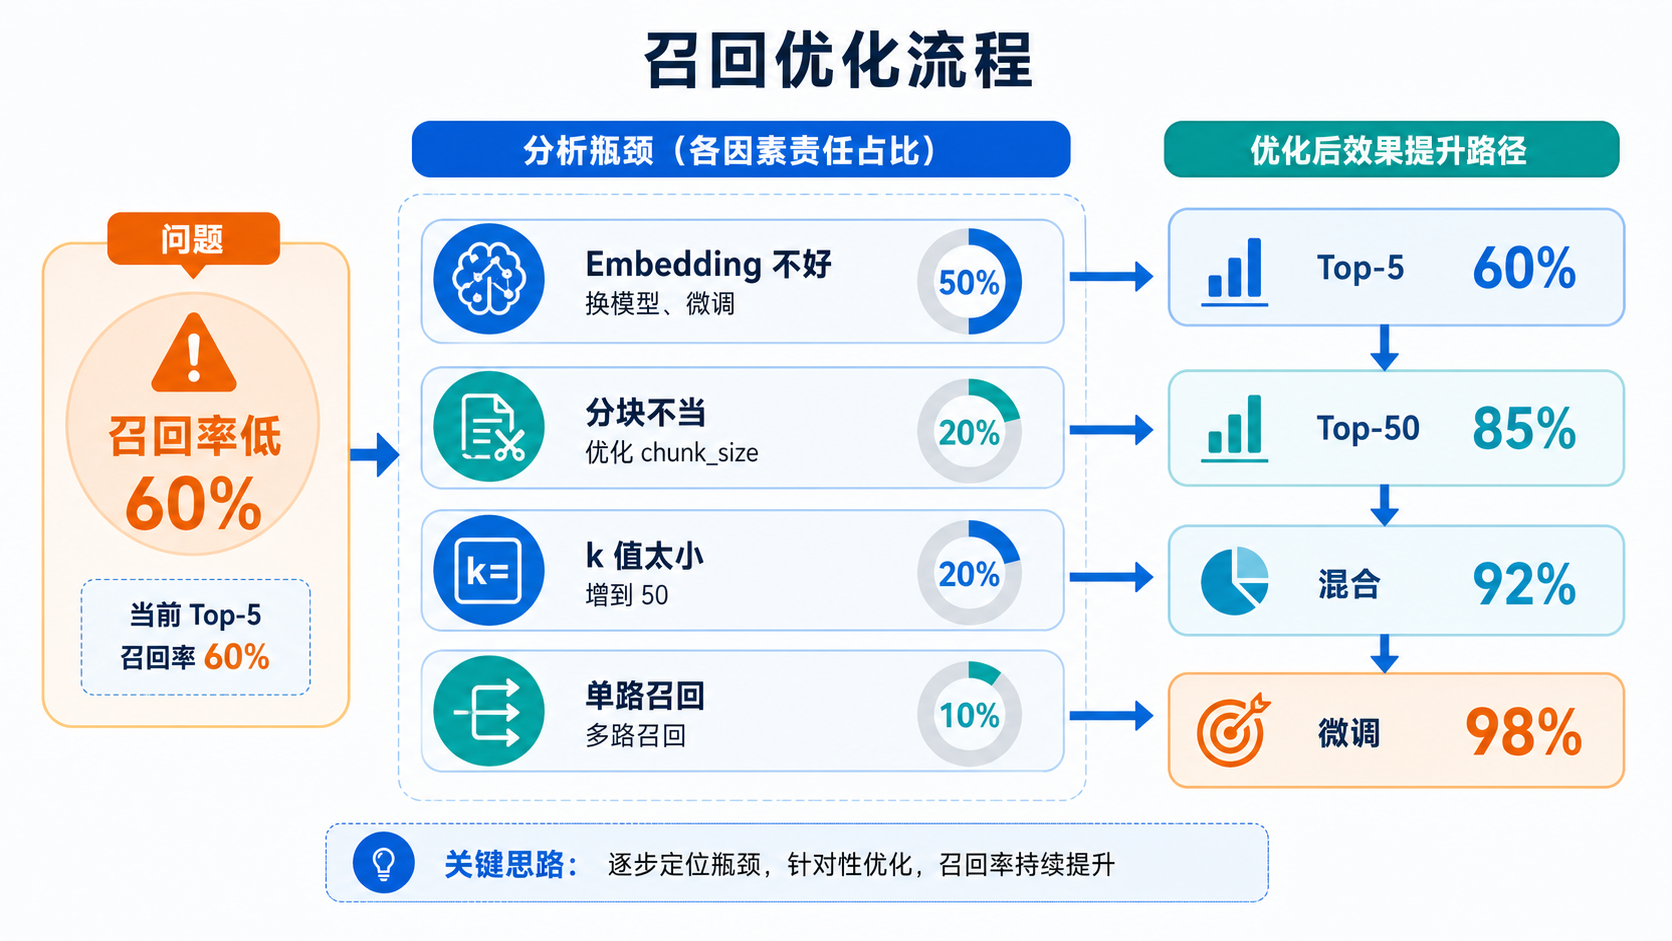 召回优化流程
问题
召回率低
60%
当前 Top-5
召回率 60%
分析瓶颈（各因素责任占比）
Embedding 不好
换模型、微调
50%
分块不当
优化 chunk_size
20%
k=
k 值太小
增到 50
20%
单路召回
多路召回
10%
优化后效果提升路径
Top-5 60%
Top-50 85%
混合 92%
微调 98%
关键思路： 逐步定位瓶颈，针对性优化，召回率持续提升